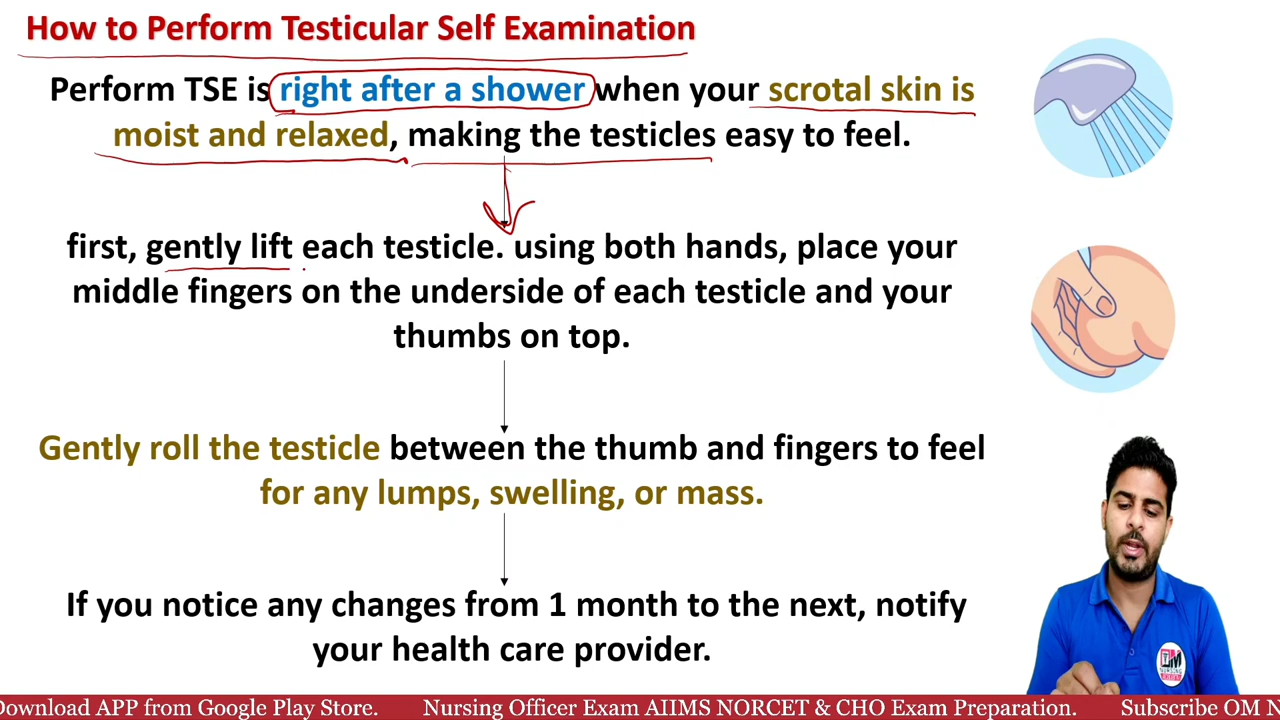 How to Perform Testicular Self Examination
Perform TSE is right after a shower when your scrotal skin is
moist and relaxed, making the testicles easy to feel.
first, gently lift each testicle. using both hands, place your
middle fingers on the underside of each testicle and your
thumbs on top.
Gently roll the testicle between the thumb and fingers to feel
for any lumps, swelling, or mass.
If you notice any changes from 1 month to the next, notify
your health care provider.
Download APP from Google Play Store. Nursing Officer Exam AIIMS NORCET & CHO Exam Preparation. Subscribe OM N